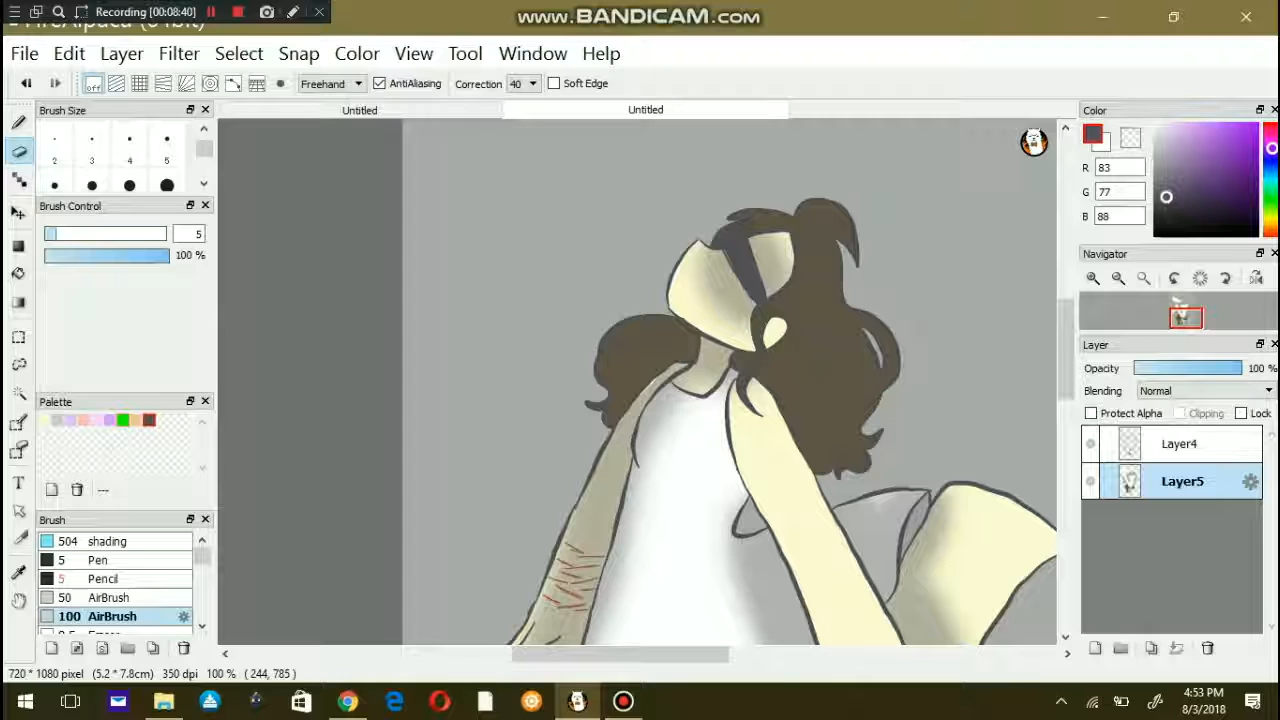 Recording [00:08:40]
www.BANDICAM.com
FireAlpaca (64bit)
File Edit Layer Filter Select Snap Color View Tool Window Help
off Freehand AntiAliasing Correction 40 Soft Edge
Brush Size
Untitled Untitled
Color
2 3 4 5
R 83
G 77
B 88
Brush Control
5
100 %
Navigator
Layer
Opacity 100 %
Blending Normal
Protect Alpha Clipping Lock
Layer4
Layer5
Palette
---
Brush
504 shading
5 Pen
5 Pencil
50 AirBrush
100 AirBrush
720 * 1080 pixel (5.2 * 7.8cm) 350 dpi 100 % ( 244, 785 )
4:53 PM
8/3/2018